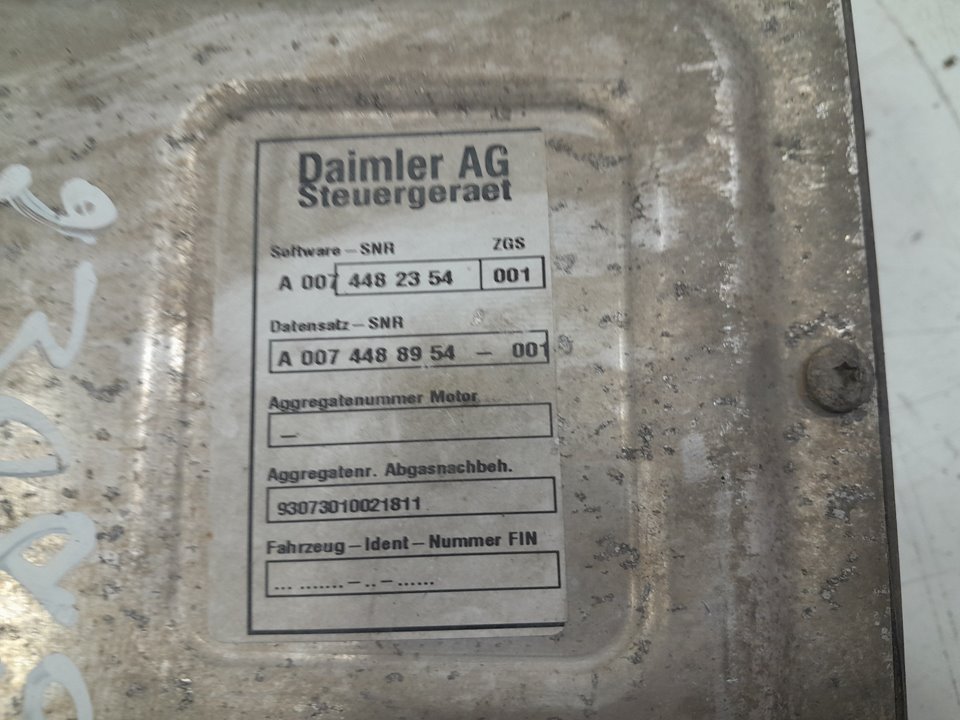 Daimler AG
Steuergeraet
Software – SNR ZGS
A 007 448 23 54 001
Datensatz – SNR
A 007 448 89 54 – 001
Aggregatenummer Motor
—
Aggregatenr. Abgasnachbeh.
93073010021811
Fahrzeug – Ident – Nummer FIN
... ....... – .. – ......